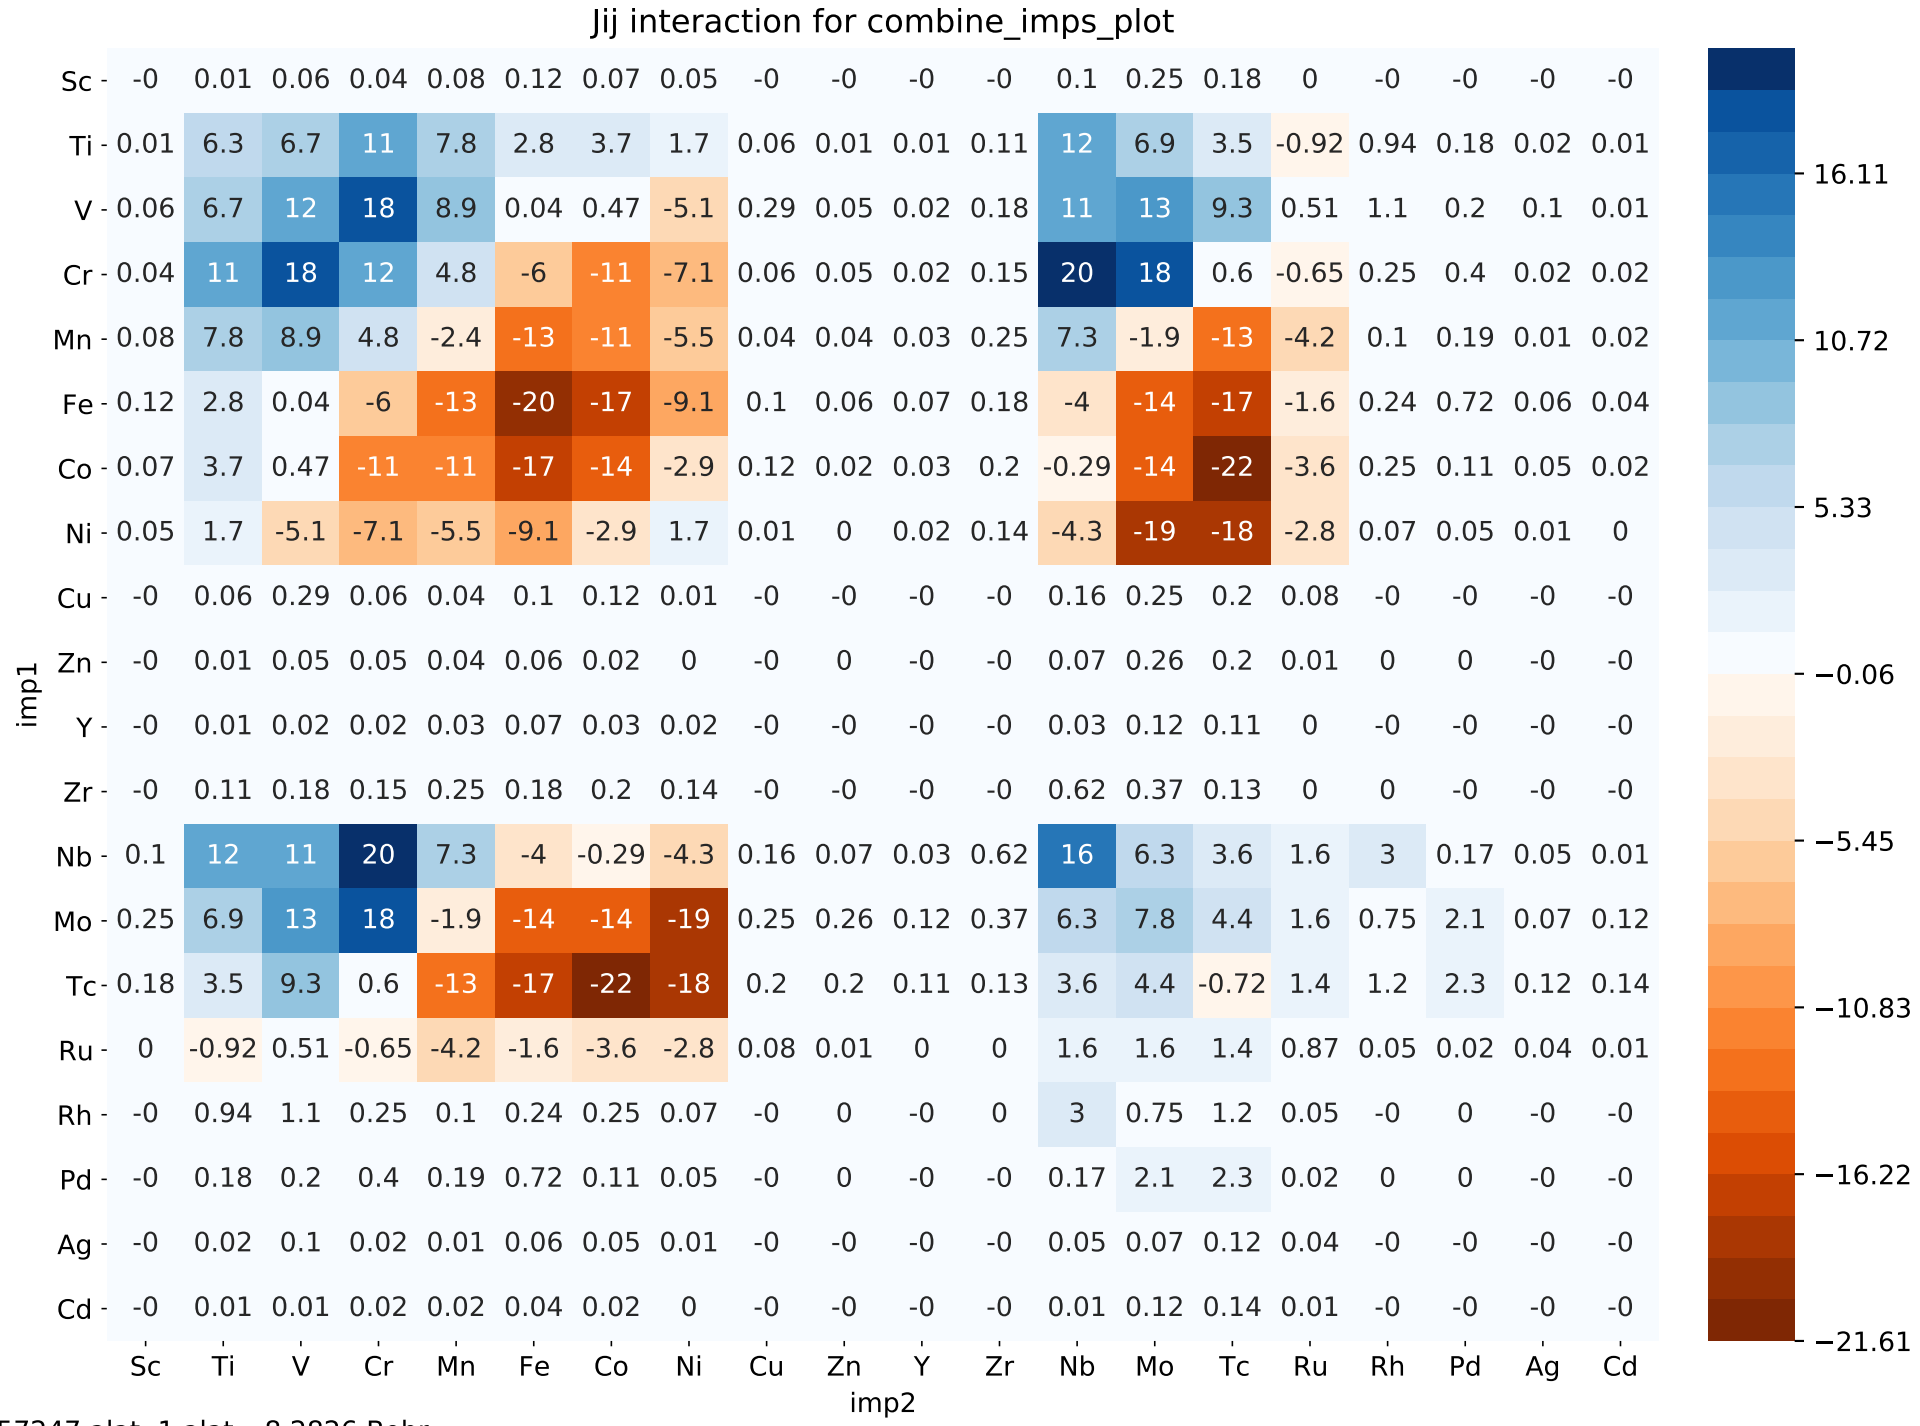 Jij interaction for combine_imps_plot
Sc -0 0.01 0.06 0.04 0.08 0.12 0.07 0.05 -0 -0 -0 -0 0.1 0.25 0.18 0 -0 -0 -0 -0
Ti 0.01 6.3 6.7 11 7.8 2.8 3.7 1.7 0.06 0.01 0.01 0.11 12 6.9 3.5 -0.92 0.94 0.18 0.02 0.01
V 0.06 6.7 12 18 8.9 0.04 0.47 -5.1 0.29 0.05 0.02 0.18 11 13 9.3 0.51 1.1 0.2 0.1 0.01
Cr 0.04 11 18 12 4.8 -6 -11 -7.1 0.06 0.05 0.02 0.15 20 18 0.6 -0.65 0.25 0.4 0.02 0.02
Mn 0.08 7.8 8.9 4.8 -2.4 -13 -11 -5.5 0.04 0.04 0.03 0.25 7.3 -1.9 -13 -4.2 0.1 0.19 0.01 0.02
Fe 0.12 2.8 0.04 -6 -13 -20 -17 -9.1 0.1 0.06 0.07 0.18 -4 -14 -17 -1.6 0.24 0.72 0.06 0.04
Co 0.07 3.7 0.47 -11 -11 -17 -14 -2.9 0.12 0.02 0.03 0.2 -0.29 -14 -22 -3.6 0.25 0.11 0.05 0.02
Ni 0.05 1.7 -5.1 -7.1 -5.5 -9.1 -2.9 1.7 0.01 0 0.02 0.14 -4.3 -19 -18 -2.8 0.07 0.05 0.01 0
Cu -0 0.06 0.29 0.06 0.04 0.1 0.12 0.01 -0 -0 -0 -0 0.16 0.25 0.2 0.08 -0 -0 -0 -0
Zn -0 0.01 0.05 0.05 0.04 0.06 0.02 0 -0 0 -0 -0 0.07 0.26 0.2 0.01 0 0 -0 -0
Y -0 0.01 0.02 0.02 0.03 0.07 0.03 0.02 -0 -0 -0 -0 0.03 0.12 0.11 0 -0 -0 -0 -0
Zr -0 0.11 0.18 0.15 0.25 0.18 0.2 0.14 -0 -0 -0 -0 0.62 0.37 0.13 0 0 -0 -0 -0
Nb 0.1 12 11 20 7.3 -4 -0.29 -4.3 0.16 0.07 0.03 0.62 16 6.3 3.6 1.6 3 0.17 0.05 0.01
Mo 0.25 6.9 13 18 -1.9 -14 -14 -19 0.25 0.26 0.12 0.37 6.3 7.8 4.4 1.6 0.75 2.1 0.07 0.12
Tc 0.18 3.5 9.3 0.6 -13 -17 -22 -18 0.2 0.2 0.11 0.13 3.6 4.4 -0.72 1.4 1.2 2.3 0.12 0.14
Ru 0 -0.92 0.51 -0.65 -4.2 -1.6 -3.6 -2.8 0.08 0.01 0 0 1.6 1.6 1.4 0.87 0.05 0.02 0.04 0.01
Rh -0 0.94 1.1 0.25 0.1 0.24 0.25 0.07 -0 0 -0 0 3 0.75 1.2 0.05 -0 0 -0 -0
Pd -0 0.18 0.2 0.4 0.19 0.72 0.11 0.05 -0 0 -0 -0 0.17 2.1 2.3 0.02 0 0 -0 -0
Ag -0 0.02 0.1 0.02 0.01 0.06 0.05 0.01 -0 -0 -0 -0 0.05 0.07 0.12 0.04 -0 -0 -0 -0
Cd -0 0.01 0.01 0.02 0.02 0.04 0.02 0 -0 -0 -0 -0 0.01 0.12 0.14 0.01 -0 -0 -0 -0
Sc Ti V Cr Mn Fe Co Ni Cu Zn Y Zr Nb Mo Tc Ru Rh Pd Ag Cd
imp1
imp2
16.11
10.72
5.33
−0.06
−5.45
−10.83
−16.22
−21.61